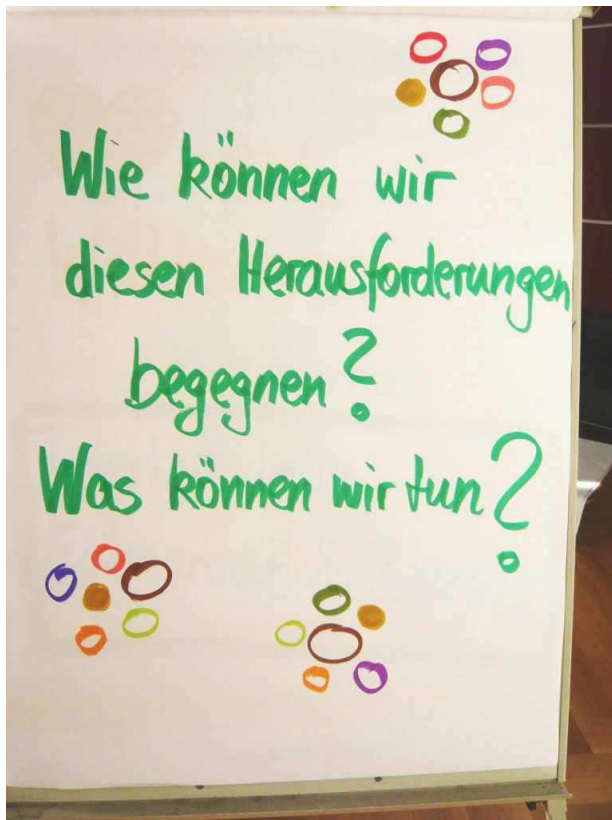 Wie können wir
diesen Herausforderungen
begegnen?
Was können wir tun?